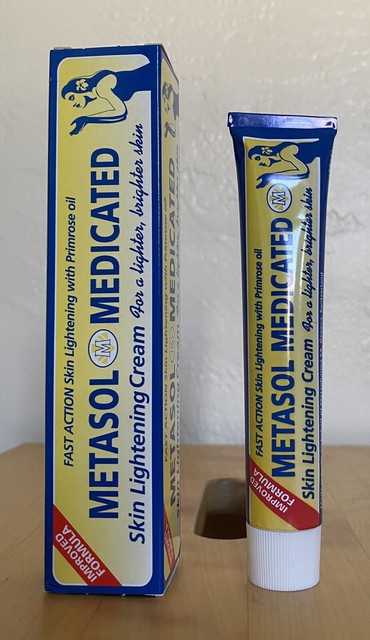 FAST ACTION Skin Lightening with Primrose oil
METASOL M MEDICATED
Skin Lightening Cream For a lighter, brighter skin
IMPROVED
FORMULA
METASOL MEDICATED
FAST ACTION Skin Lightening with Primrose oil
METASOL MEDICATED M
Skin Lightening Cream For a lighter, brighter skin
IMPROVED
FORMULA